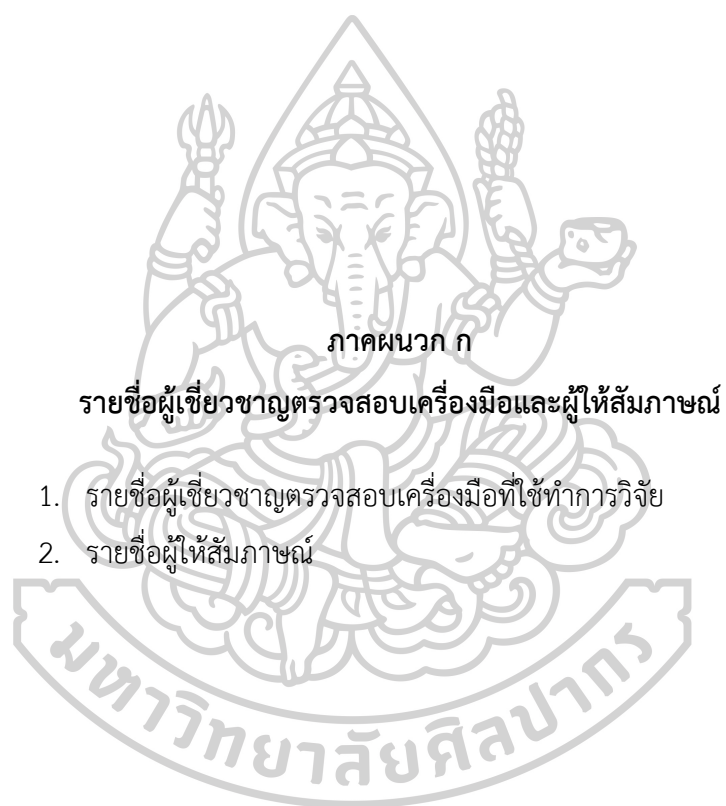 ภาคผนวก ก
รายชื่อผู้เชี่ยวชาญตรวจสอบเครื่องมือและผู้ให้สัมภาษณ์
1. รายชื่อผู้เชี่ยวชาญตรวจสอบเครื่องมือที่ใช้ทำการวิจัย
2. รายชื่อผู้ให้สัมภาษณ์
มหาวิทยาลัยศิลปากร